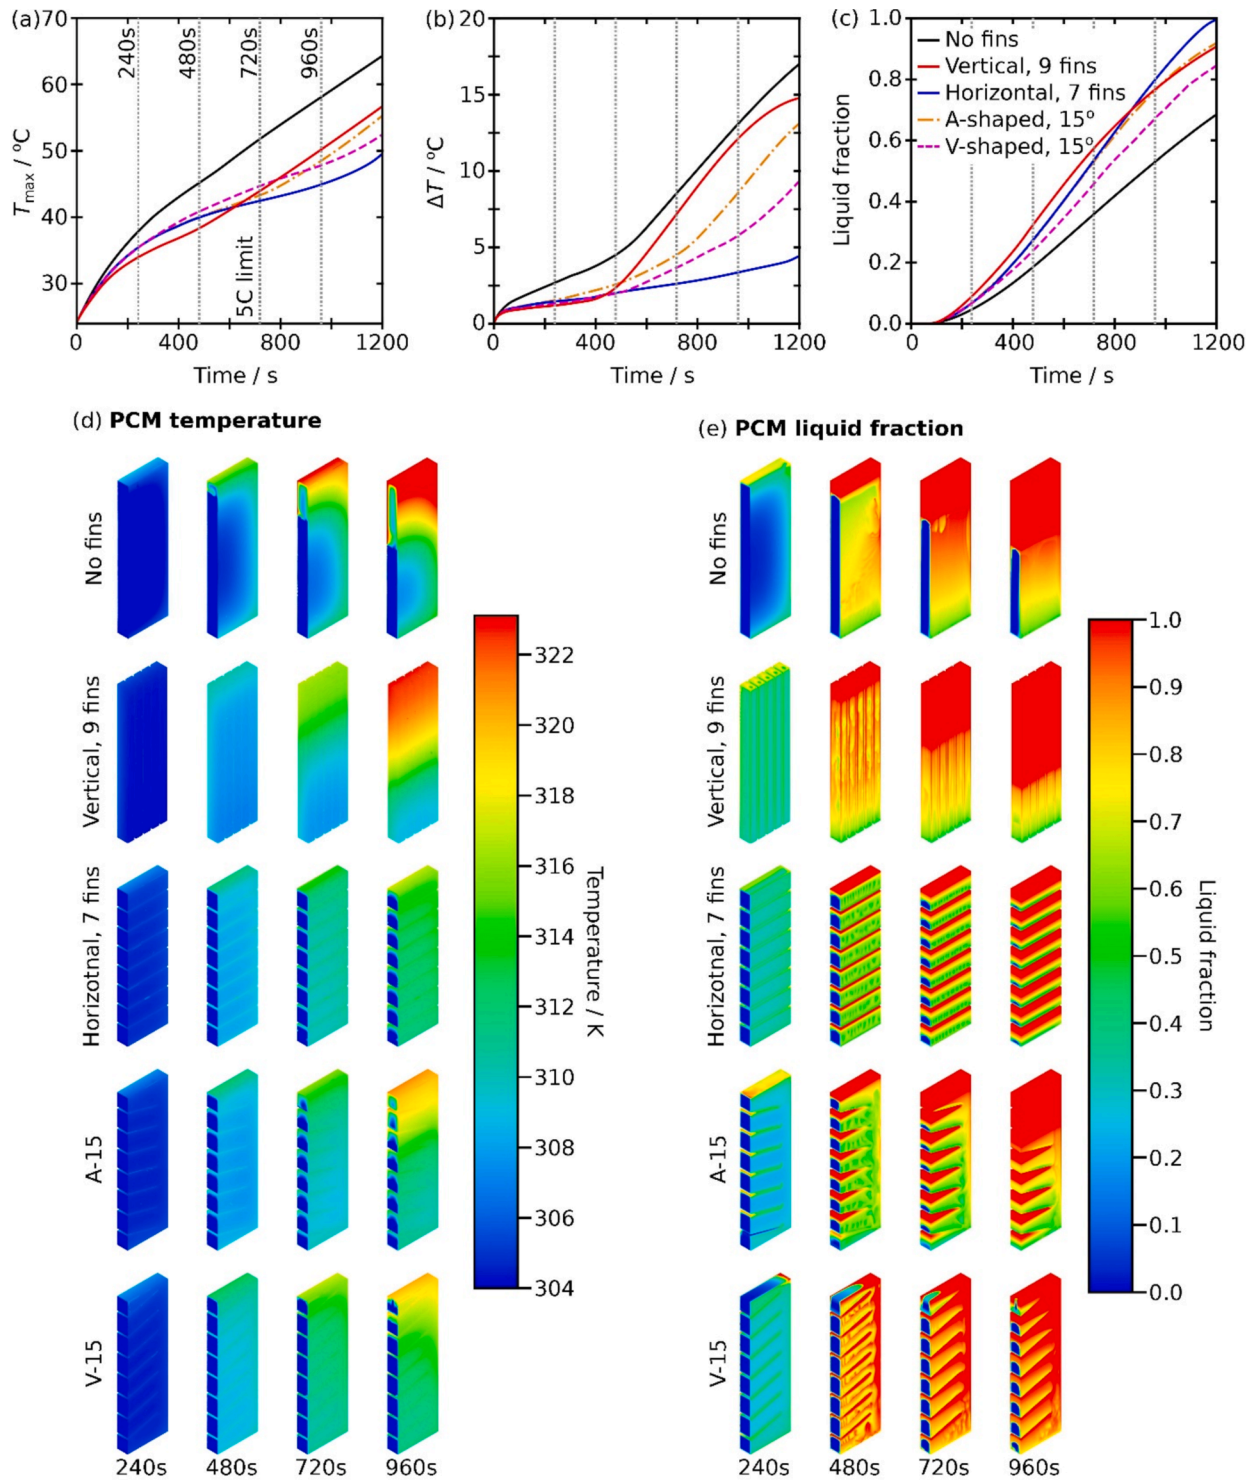 (a)
70
60
50
40
30
T_max / °C
240s
480s
720s
960s
5C limit
0
400
800
1200
Time / s
(b)
20
15
10
5
0
ΔT / °C
0
400
800
1200
Time / s
(c)
1.0
0.8
0.6
0.4
0.2
0.0
Liquid fraction
No fins
Vertical, 9 fins
Horizontal, 7 fins
A-shaped, 15°
V-shaped, 15°
0
400
800
1200
Time / s
(d) PCM temperature
No fins
Vertical, 9 fins
Horizotnal, 7 fins
A-15
V-15
240s
480s
720s
960s
322
320
318
316
314
312
310
308
306
304
Temperature / K
(e) PCM liquid fraction
No fins
Vertical, 9 fins
Horizotnal, 7 fins
A-15
V-15
240s
480s
720s
960s
1.0
0.9
0.8
0.7
0.6
0.5
0.4
0.3
0.2
0.1
0.0
Liquid fraction